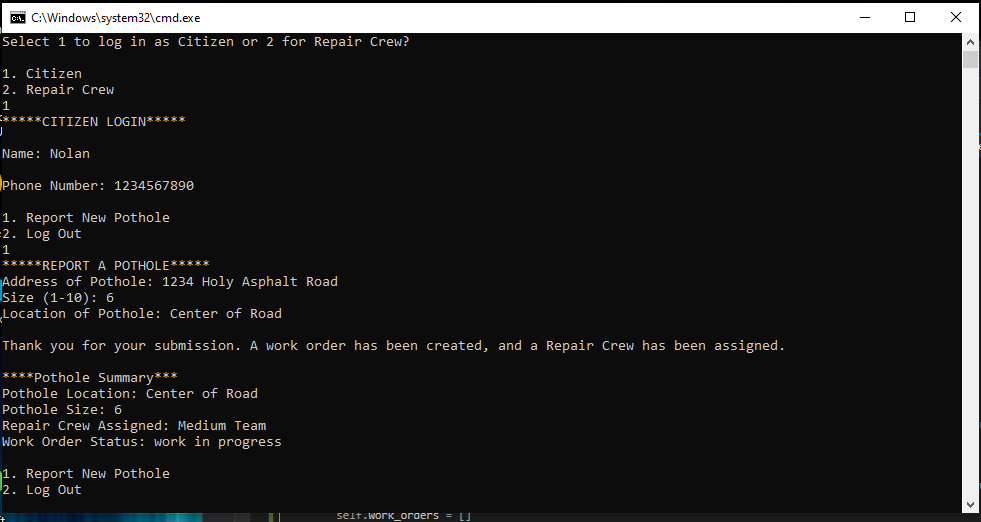 C:\Windows\system32\cmd.exe
Select 1 to log in as Citizen or 2 for Repair Crew?
1. Citizen
2. Repair Crew
1
*****CITIZEN LOGIN*****
Name: Nolan
Phone Number: 1234567890
1. Report New Pothole
2. Log Out
1
*****REPORT A POTHOLE*****
Address of Pothole: 1234 Holy Asphalt Road
Size (1-10): 6
Location of Pothole: Center of Road
Thank you for your submission. A work order has been created, and a Repair Crew has been assigned.
****Pothole Summary***
Pothole Location: Center of Road
Pothole Size: 6
Repair Crew Assigned: Medium Team
Work Order Status: work in progress
1. Report New Pothole
2. Log Out
self.work_orders = []